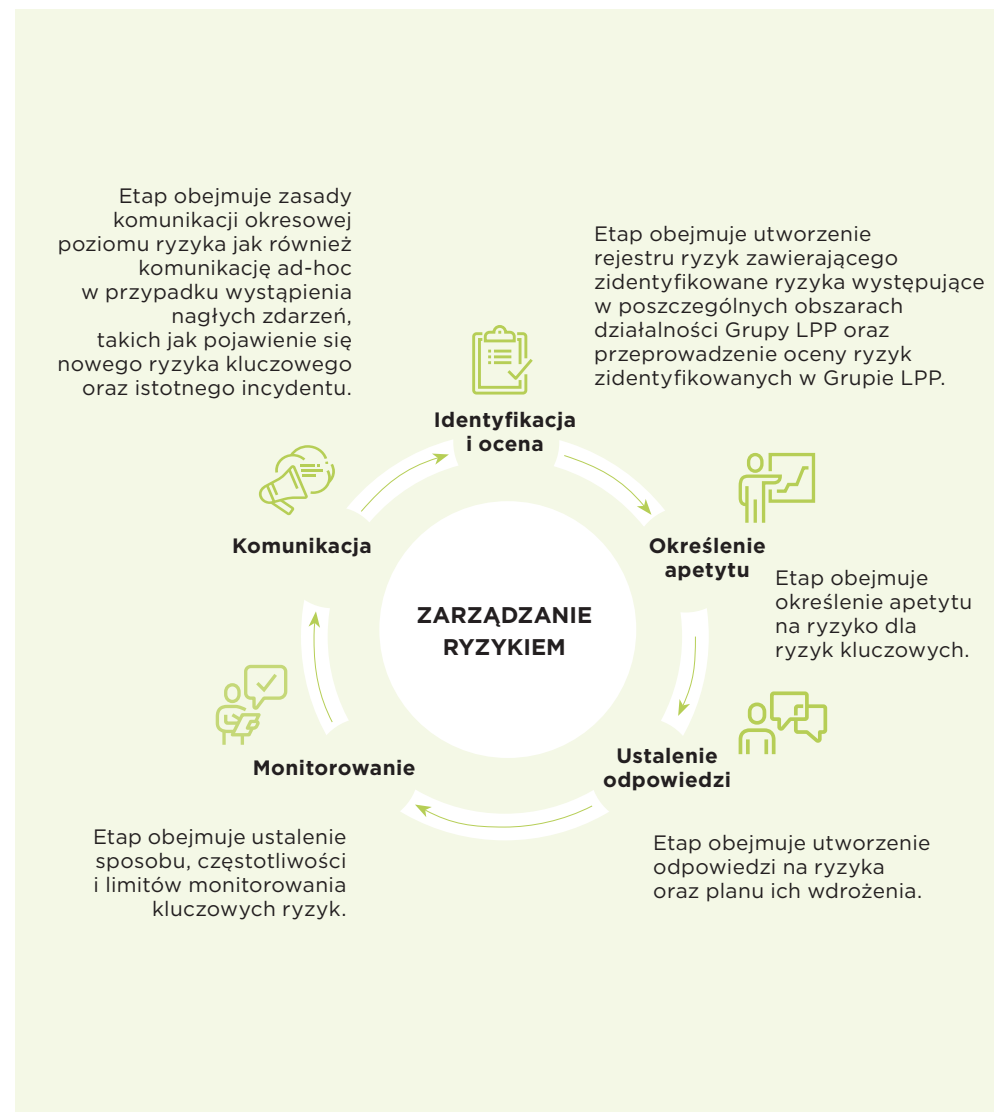 Etap obejmuje zasady
komunikacji okresowej
poziomu ryzyka jak również
komunikację ad-hoc
w przypadku wystąpienia
nagłych zdarzeń,
takich jak pojawienie się
nowego ryzyka kluczowego
oraz istotnego incydentu.
Etap obejmuje utworzenie
rejestru ryzyk zawierającego
zidentyfikowane ryzyka występujące
w poszczególnych obszarach
działalności Grupy LPP oraz
przeprowadzenie oceny ryzyk
zidentyfikowanych w Grupie LPP.
Identyfikacja
i ocena
Komunikacja
Określenie
apetytu
Etap obejmuje
określenie apetytu
na ryzyko dla
ryzyk kluczowych.
ZARZĄDZANIE
RYZYKIEM
Monitorowanie
Ustalenie
odpowiedzi
Etap obejmuje ustalenie
sposobu, częstotliwości
i limitów monitorowania
kluczowych ryzyk.
Etap obejmuje utworzenie
odpowiedzi na ryzyka
oraz planu ich wdrożenia.